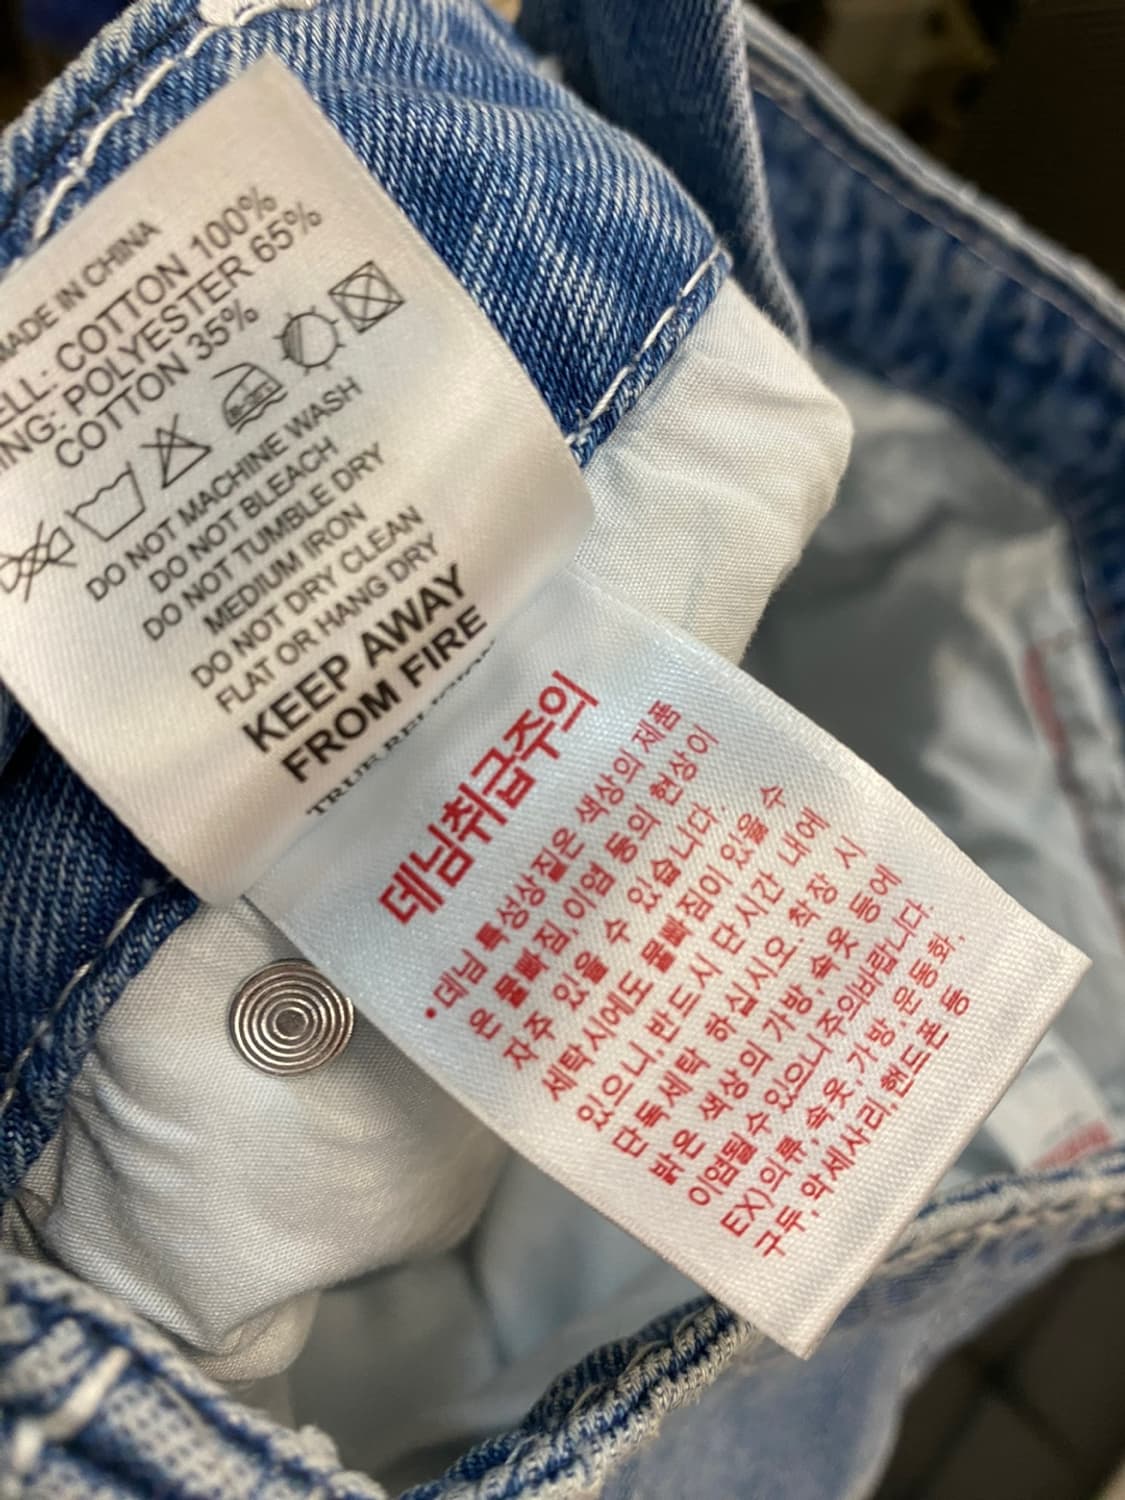 MADE IN CHINA
ELL: COTTON 100%
ING: POLYESTER 65%
COTTON 35%
DO NOT MACHINE WASH
DO NOT BLEACH
DO NOT TUMBLE DRY
MEDIUM IRON
DO NOT DRY CLEAN
FLAT OR HANG DRY
KEEP AWAY
FROM FIRE
데님취급주의
• 데님 특성상 짙은 색상의 제품
은 물빠짐, 이염 등의 현상이
자주 있을 수 있습니다.
세탁시에도 물빠짐이 있을 수
있으니, 반드시 단시간 내에
단독세탁 하십시요. 착장 시
밝은 색상의 가방, 속옷 등에
이염될수 있으니 주의바랍니다.
EX) 의류, 속옷, 가방, 운동화,
구두, 악세사리, 핸드폰 등